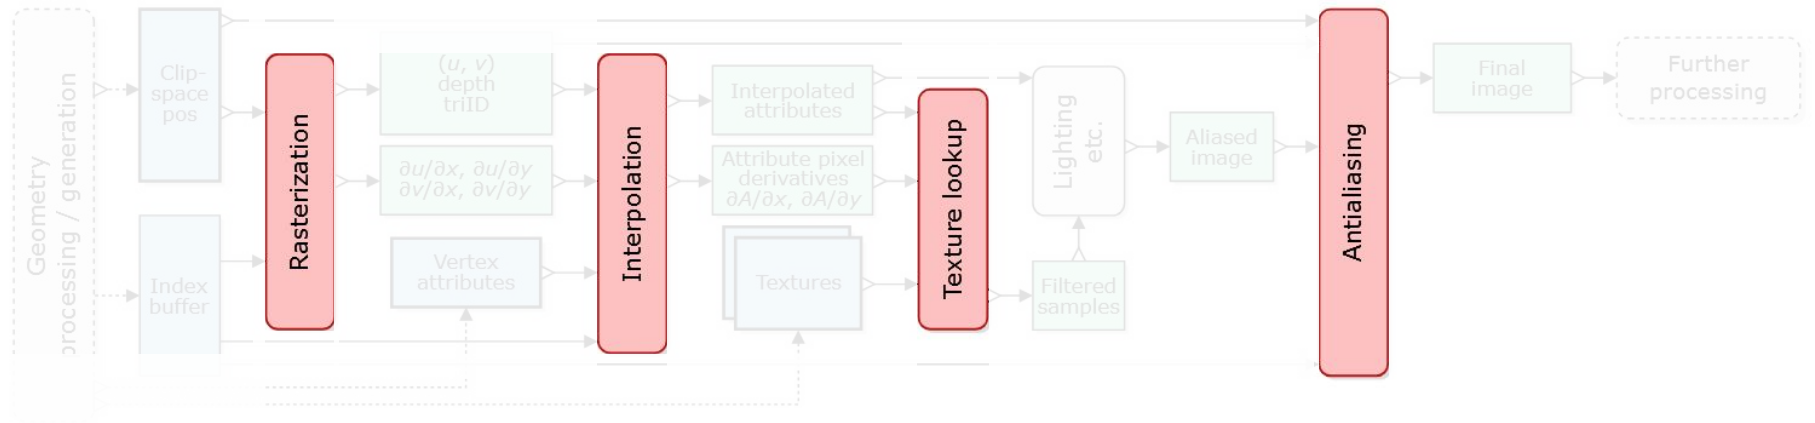 Geometry
processing / generation
Clip-
space
pos
Index
buffer
Rasterization
(u, v)
depth
triID
∂u/∂x, ∂u/∂y
∂v/∂x, ∂v/∂y
Vertex
attributes
Interpolation
Interpolated
attributes
Attribute pixel
derivatives
∂A/∂x, ∂A/∂y
Textures
Texture lookup
Lighting
etc.
Filtered
samples
Aliased
image
Antialiasing
Final
image
Further
processing